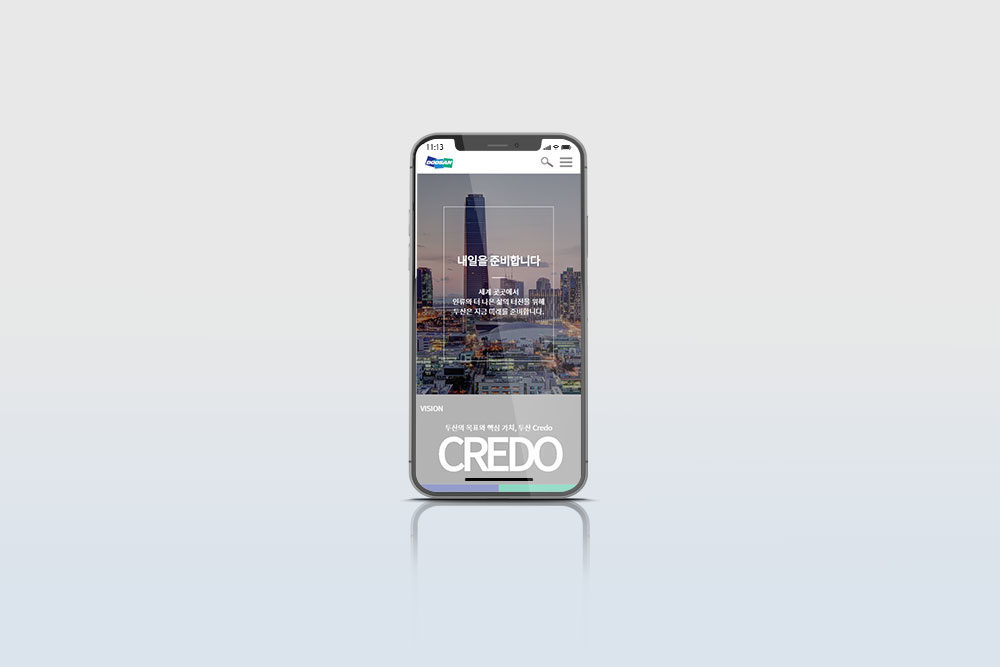 11:13
DOOSAN
내일을 준비합니다
세계 곳곳에서
인류의 더 나은 삶의 터전을 위해
두산은 지금 미래를 준비합니다.
VISION
두산의 목표와 핵심 가치, 두산 Credo
CREDO